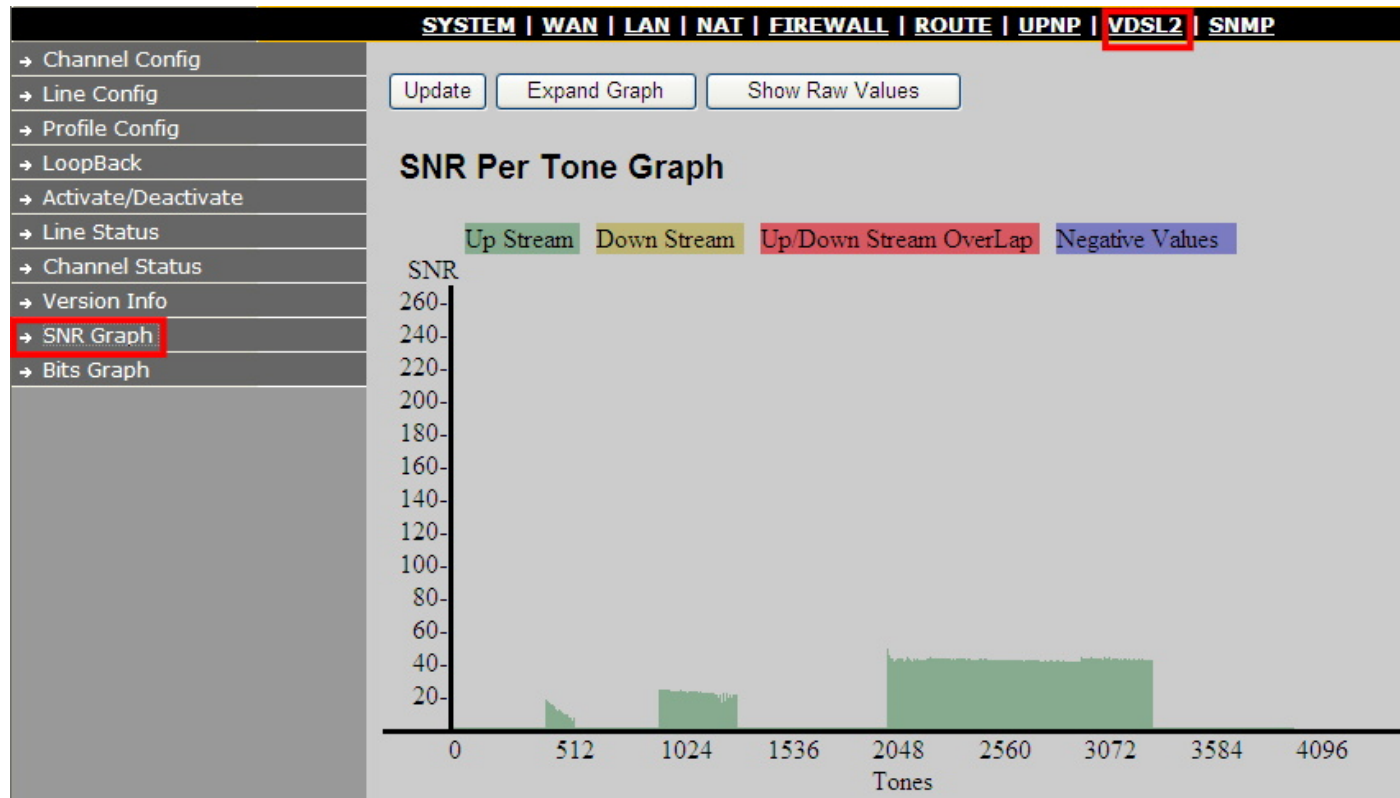 SYSTEM | WAN | LAN | NAT | FIREWALL | ROUTE | UPNP | VDSL2 | SNMP
→ Channel Config
→ Line Config
→ Profile Config
→ LoopBack
→ Activate/Deactivate
→ Line Status
→ Channel Status
→ Version Info
→ SNR Graph
→ Bits Graph
Update Expand Graph Show Raw Values
SNR Per Tone Graph
Up Stream Down Stream Up/Down Stream OverLap Negative Values
SNR
260-
240-
220-
200-
180-
160-
140-
120-
100-
80-
60-
40-
20-
0 512 1024 1536 2048 2560 3072 3584 4096
Tones